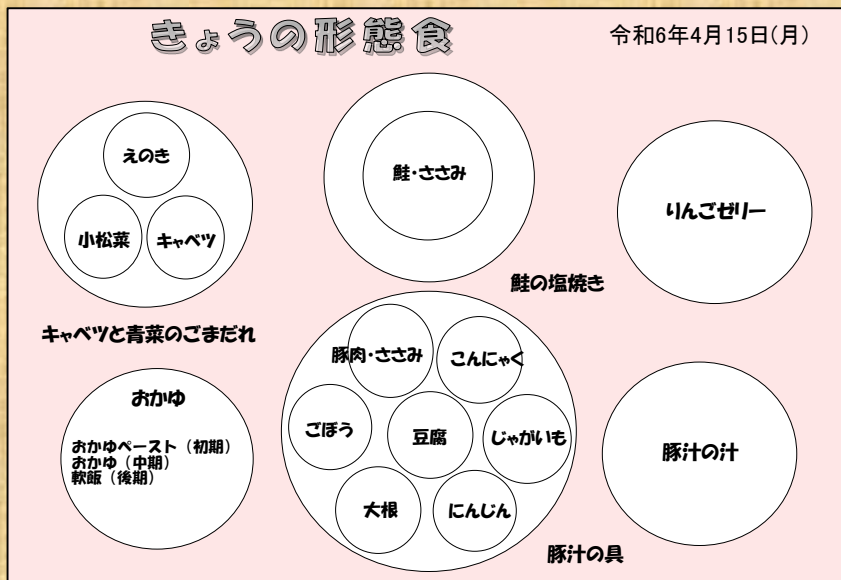 きょうの形態食
令和6年4月15日(月)
えのき
小松菜
キャベツ
キャベツと青菜のごまだれ
鮭・ささみ
鮭の塩焼き
りんごゼリー
おかゆ
おかゆペースト（初期）
おかゆ（中期）
軟飯（後期）
豚肉・ささみ
こんにゃく
ごぼう
豆腐
じゃがいも
大根
にんじん
豚汁の具
豚汁の汁